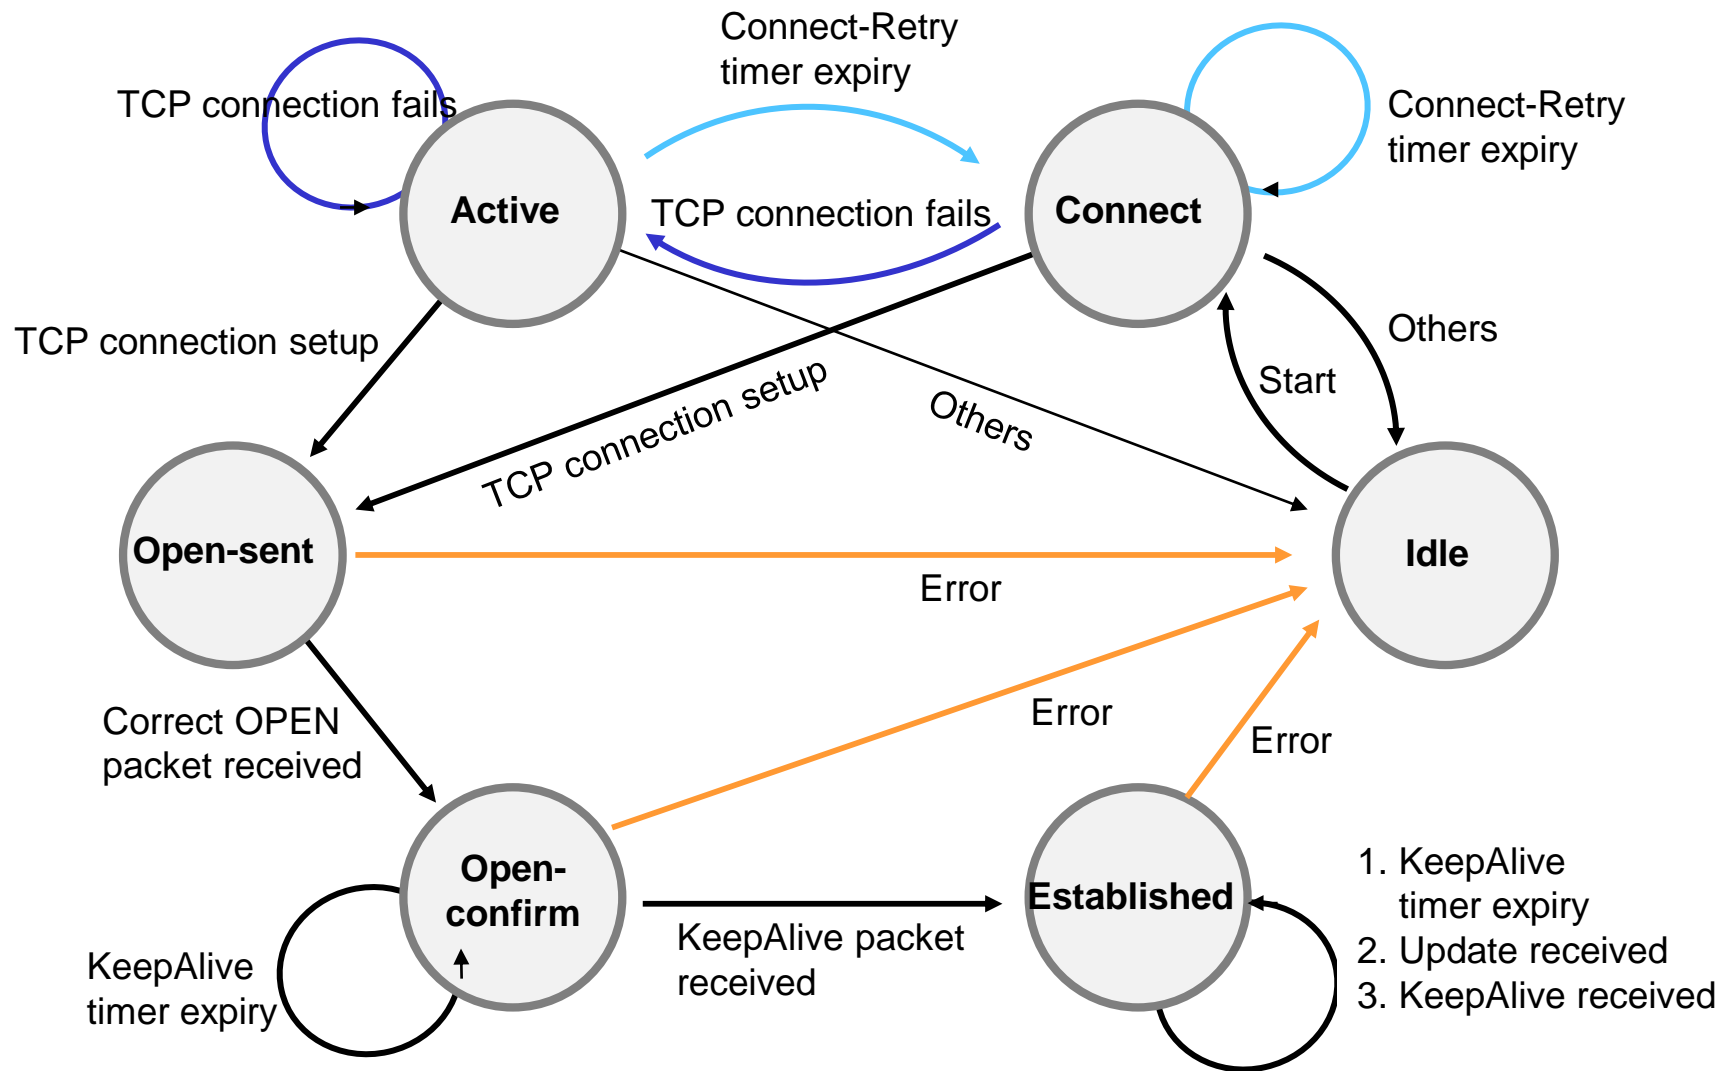 Connect-Retry
timer expiry
TCP connection fails
Connect-Retry
timer expiry
Active
TCP connection fails
Connect
TCP connection setup
Others
Start
TCP connection setup
Others
Open-sent
Idle
Error
Correct OPEN
packet received
Error
Error
Open-
confirm
Established
1. KeepAlive
timer expiry
2. Update received
3. KeepAlive received
KeepAlive packet
received
KeepAlive
timer expiry